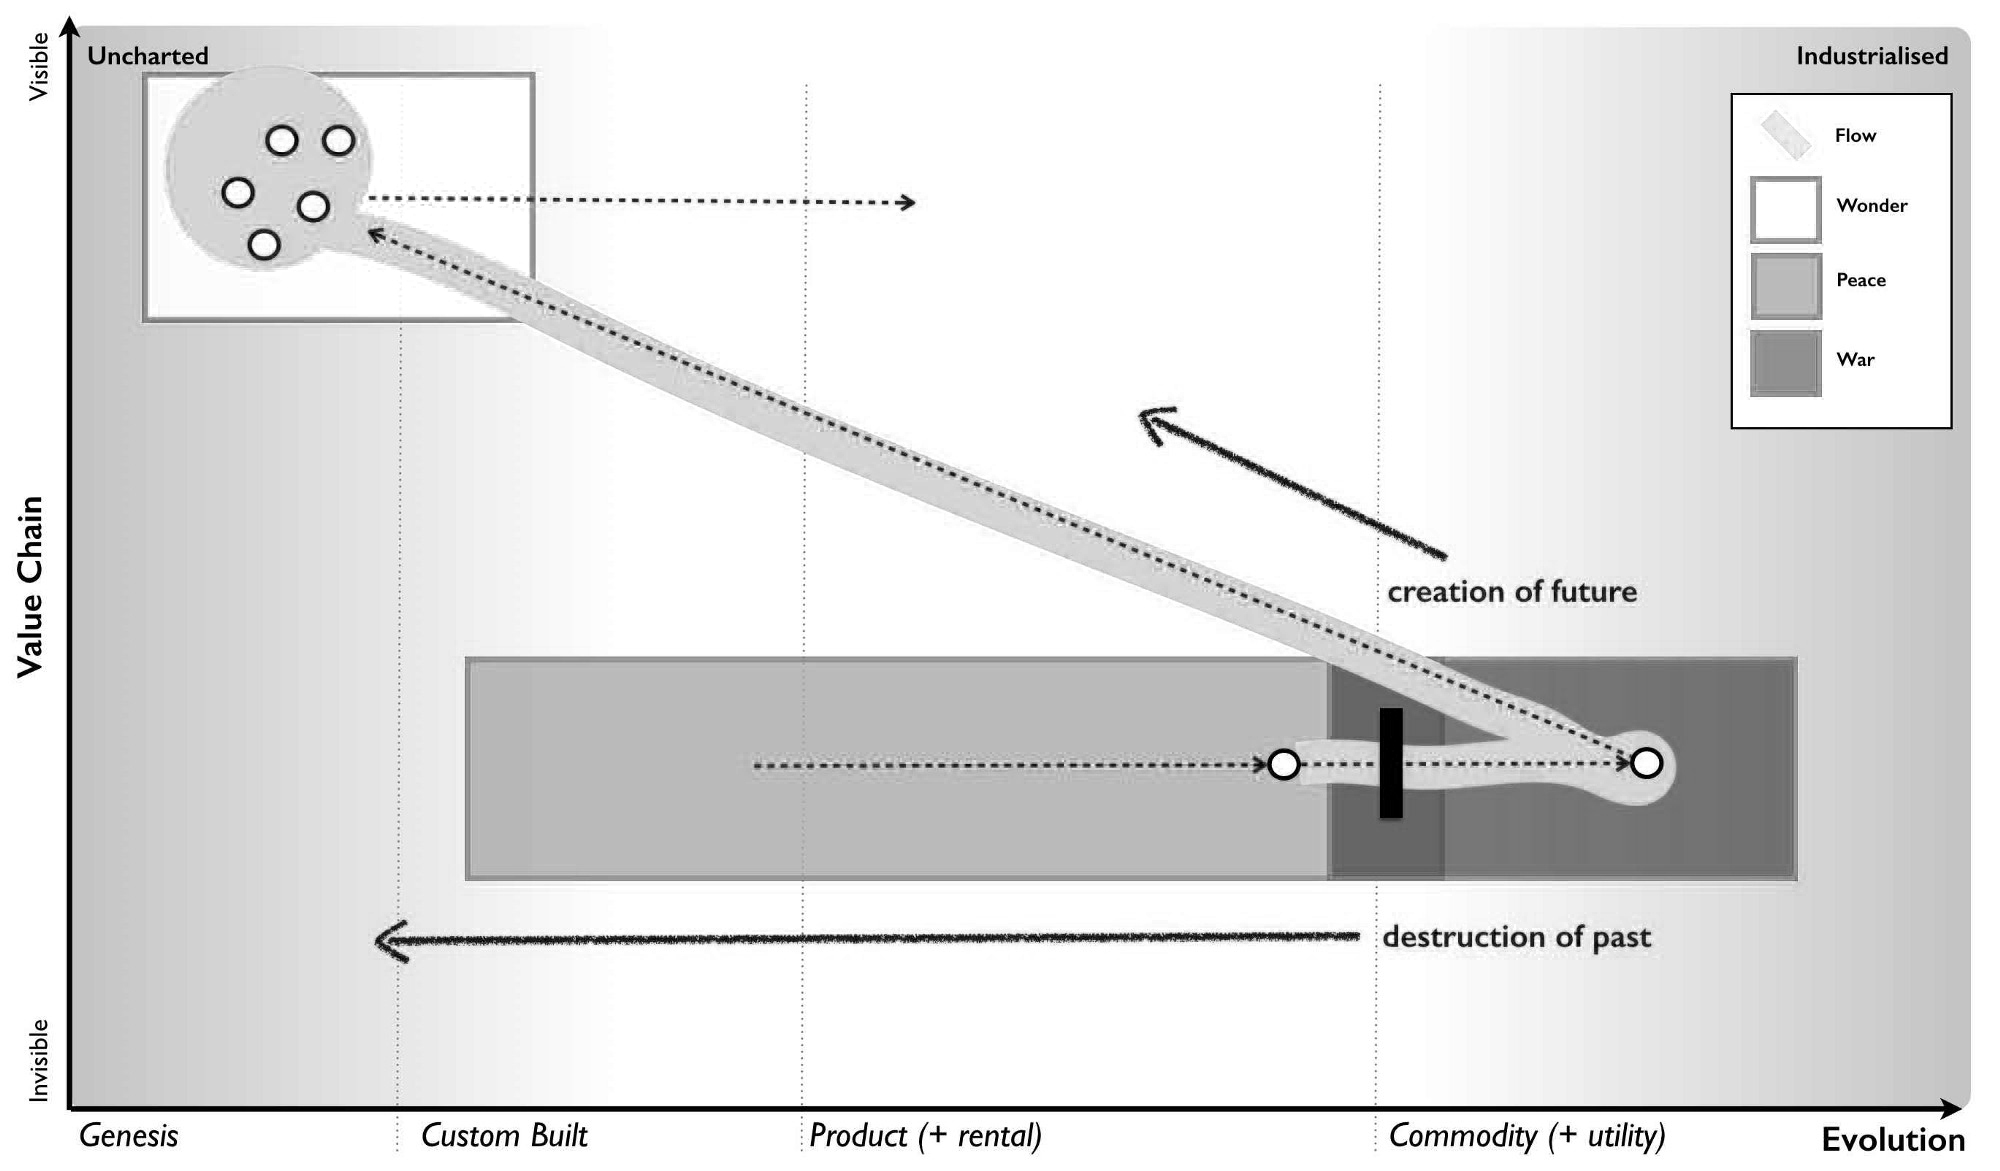 Visible
Uncharted
Industrialised
Flow
Wonder
Peace
War
Value Chain
creation of future
destruction of past
Invisible
Genesis
Custom Built
Product (+ rental)
Commodity (+ utility)
Evolution